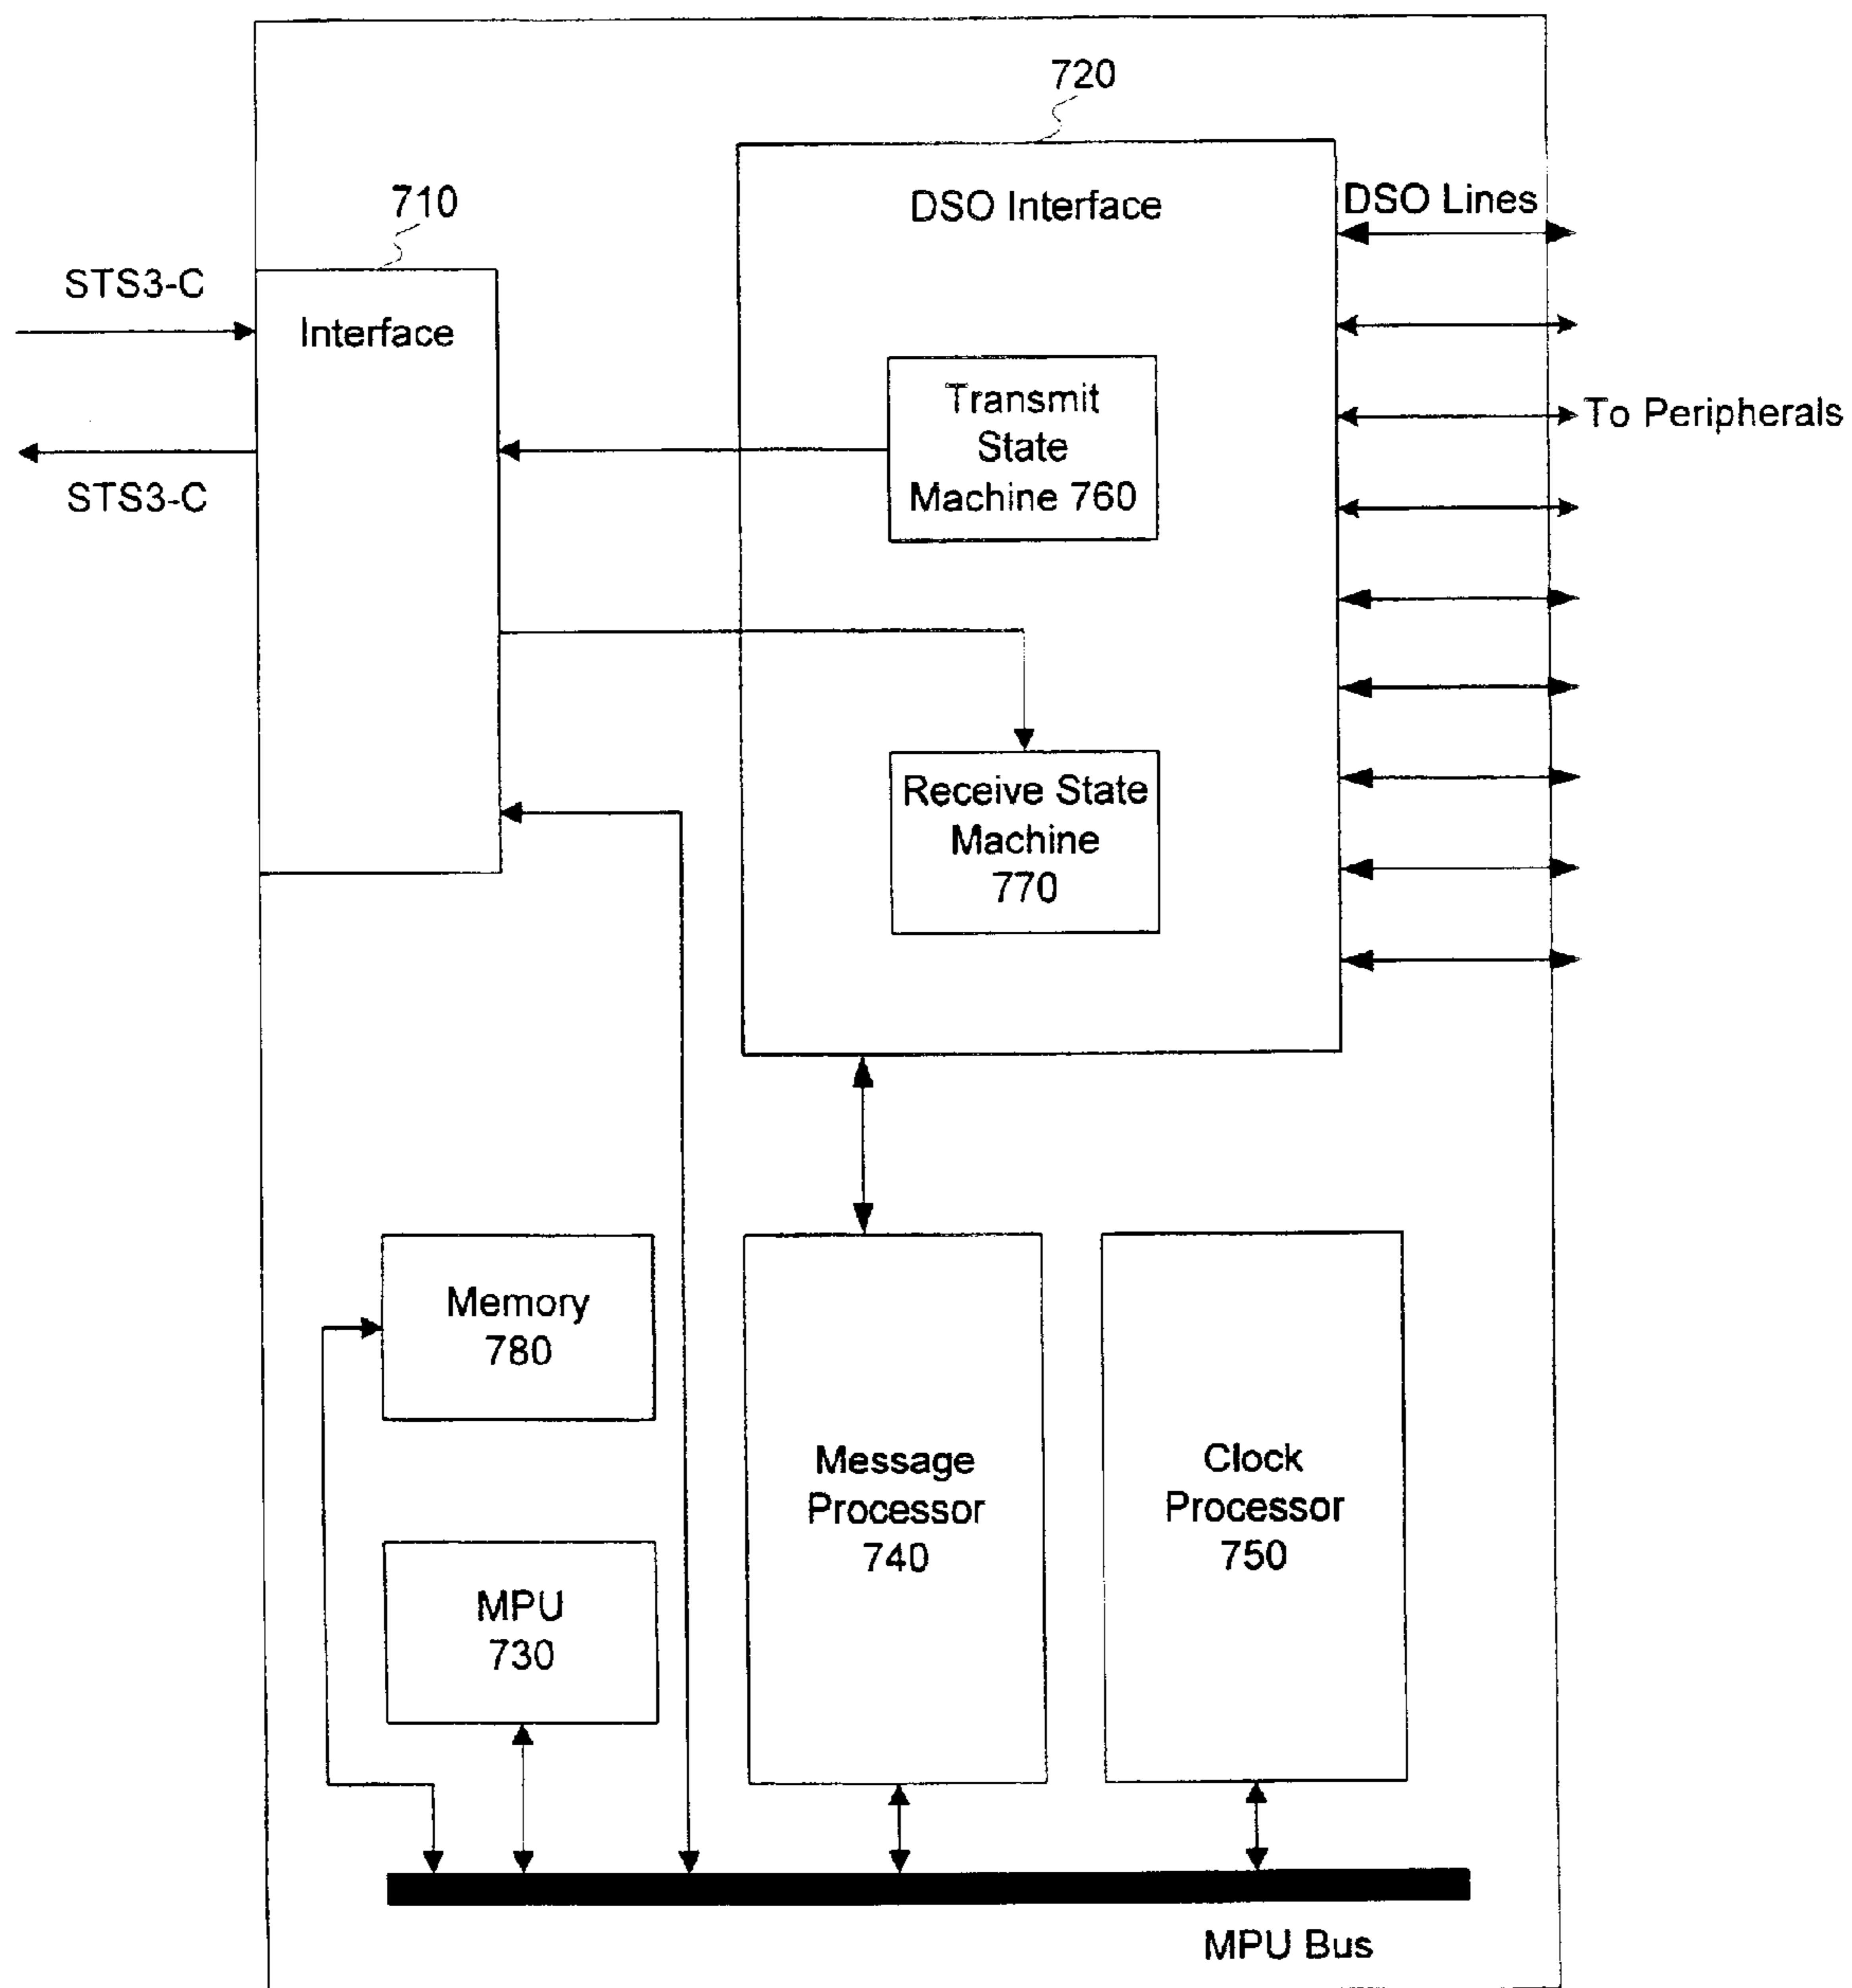 720
DSO Interface
DSO Lines
710
STS3-C
Interface
Transmit
State
Machine 760
To Peripherals
STS3-C
Receive State
Machine
770
Memory
780
Message
Processor
740
Clock
Processor
750
MPU
730
MPU Bus